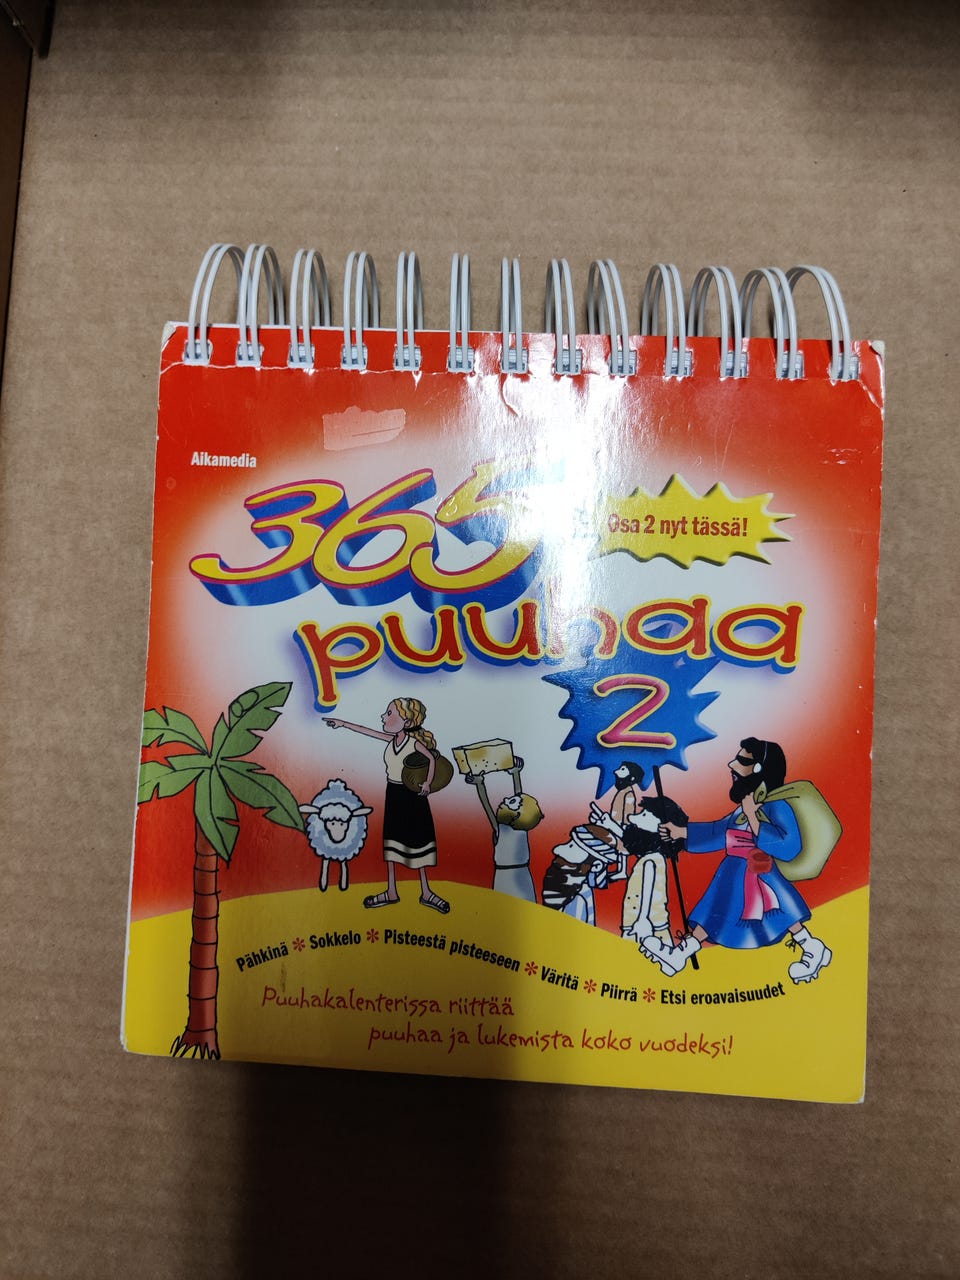 Aikamedia
365
Osa 2 nyt tässä!
puuhaa
2
Pähkinä * Sokkelo * Pisteestä pisteeseen * Väritä * Piirrä * Etsi eroavaisuudet
Puuhakalenterissa riittää
puuhaa ja lukemista koko vuodeksi!